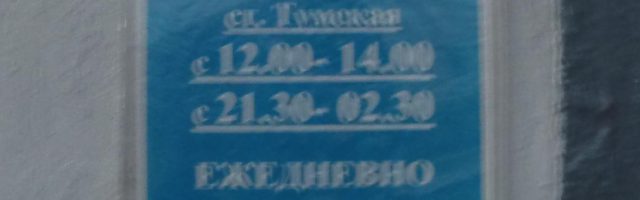 ст. Тумская
с 12.00- 14.00
с 21.30- 02.30
ЕЖЕДНЕВНО